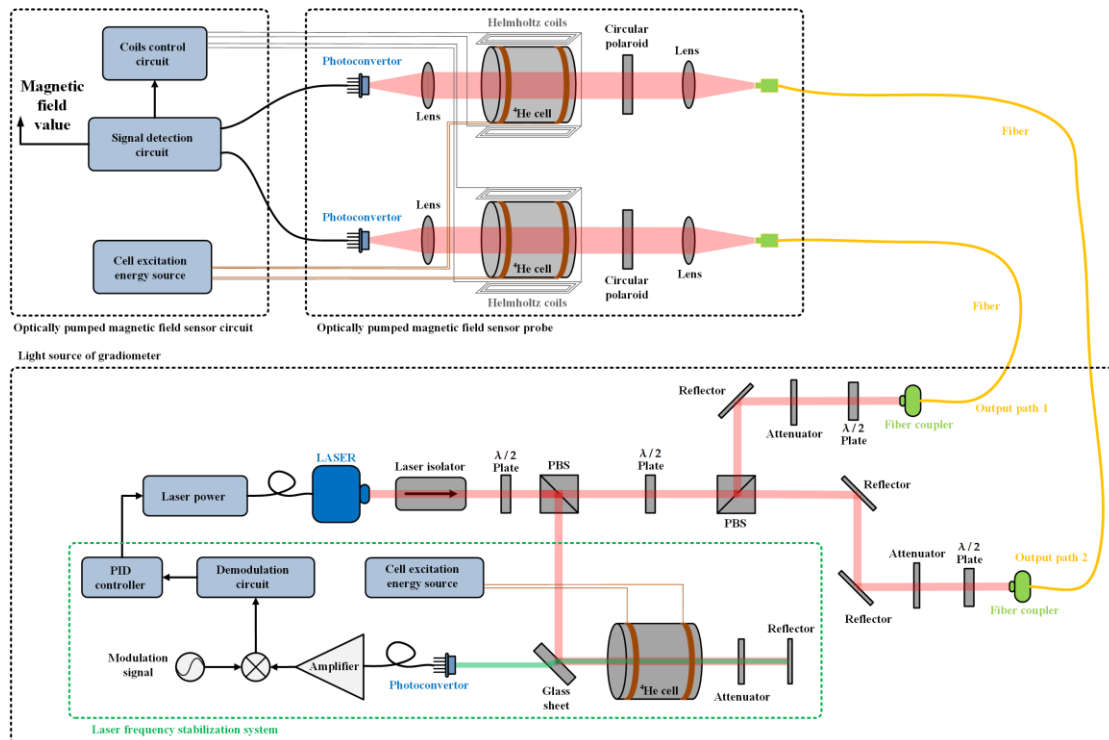 Helmholtz coils
Circular
polaroid
Lens
Coils control
circuit
Photoconvertor
Magnetic
field
value
Lens
⁴He cell
Signal detection
circuit
Fiber
Lens
Photoconvertor
Cell excitation
energy source
⁴He cell
Lens
Circular
polaroid
Helmholtz coils
Fiber
Optically pumped magnetic field sensor circuit
Optically pumped magnetic field sensor probe
Light source of gradiometer
Reflector
Attenuator
λ / 2
Plate
Fiber coupler
Output path 1
LASER
Laser isolator
λ / 2
Plate
PBS
λ / 2
Plate
PBS
Reflector
Laser power
Attenuator
λ / 2
Plate
Output path 2
Reflector
Fiber coupler
PID
controller
Demodulation
circuit
Cell excitation
energy source
Reflector
Modulation
signal
Amplifier
Photoconvertor
Glass
sheet
⁴He cell
Attenuator
Laser frequency stabilization system